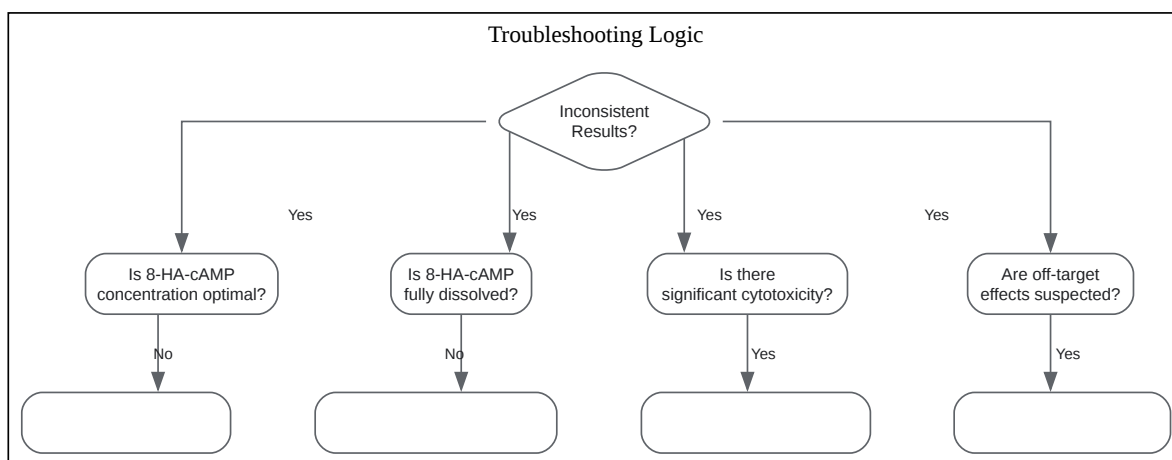 Troubleshooting Logic
Inconsistent
Results?
Yes
Yes
Yes
Yes
Is 8-HA-cAMP
concentration optimal?
Is 8-HA-cAMP
fully dissolved?
Is there
significant cytotoxicity?
Are off-target
effects suspected?
No
No
Yes
Yes